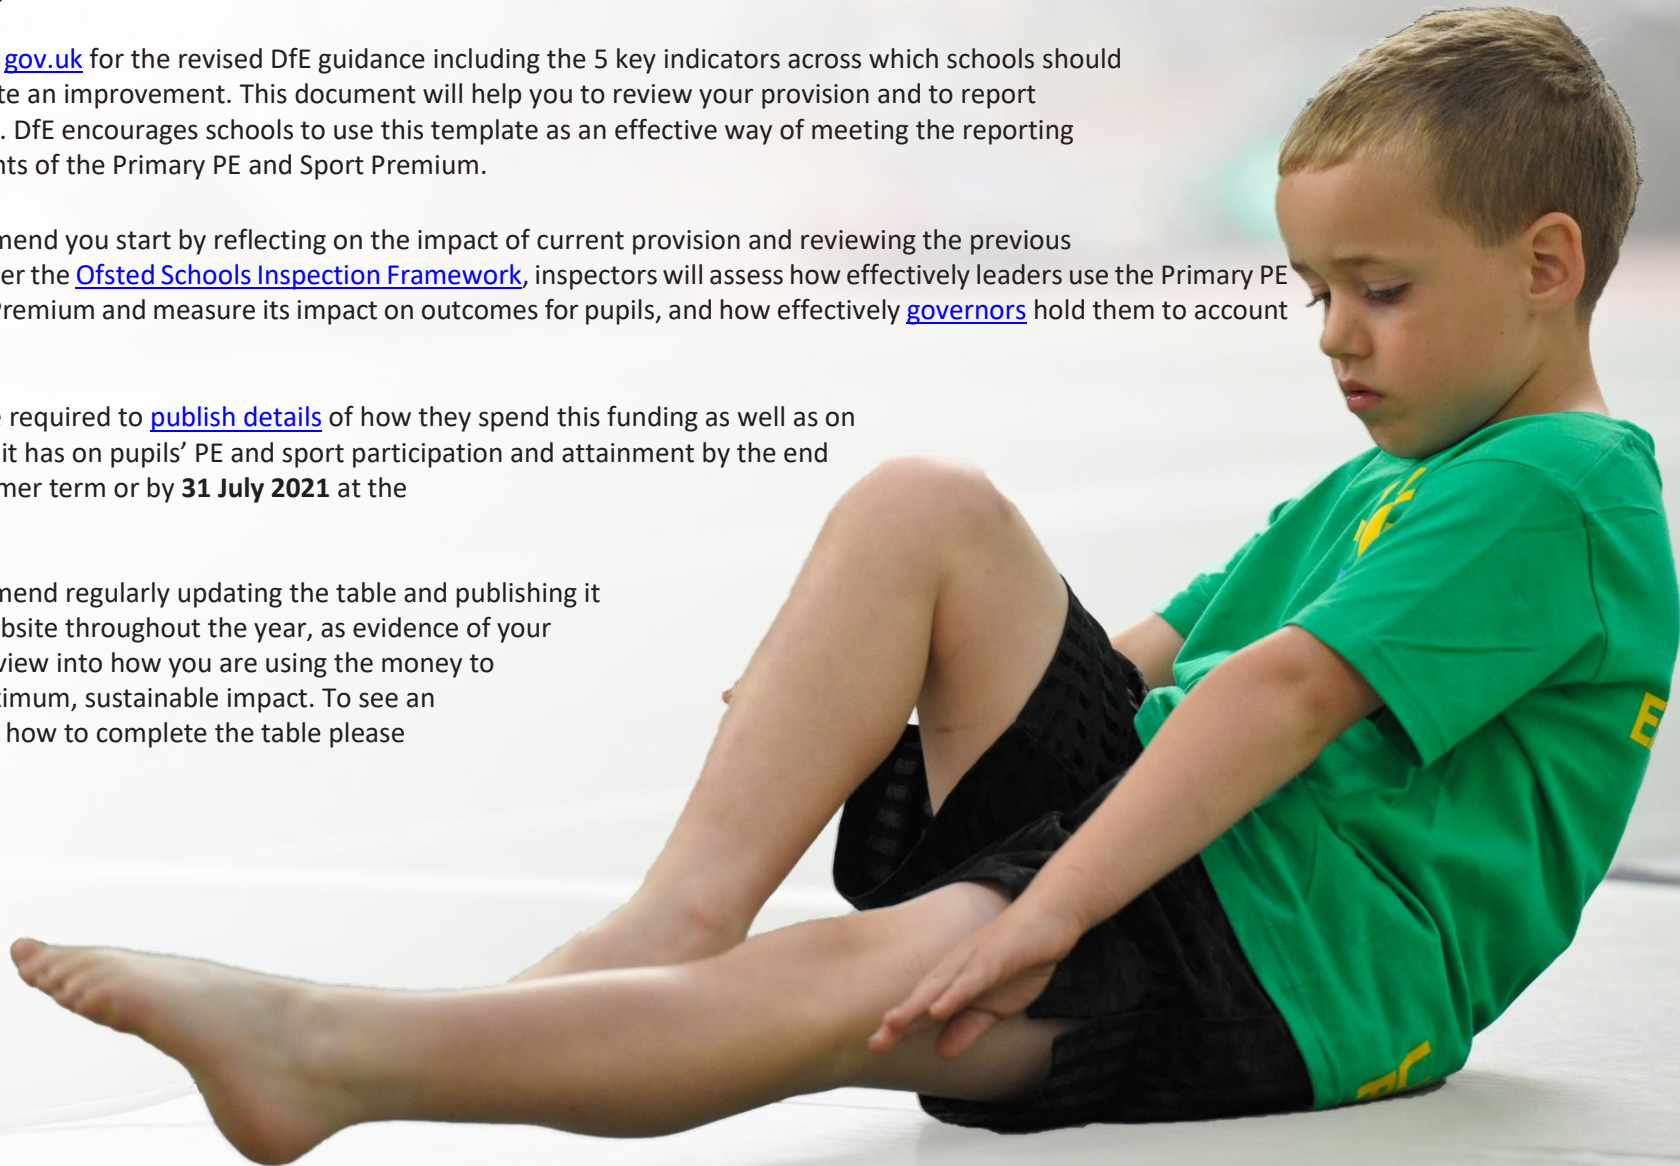 gov.uk for the revised DfE guidance including the 5 key indicators across which schools should
te an improvement. This document will help you to review your provision and to report
. DfE encourages schools to use this template as an effective way of meeting the reporting
nts of the Primary PE and Sport Premium.
mend you start by reflecting on the impact of current provision and reviewing the previous
er the Ofsted Schools Inspection Framework, inspectors will assess how effectively leaders use the Primary PE
Premium and measure its impact on outcomes for pupils, and how effectively governors hold them to account
e required to publish details of how they spend this funding as well as on
it has on pupils’ PE and sport participation and attainment by the end
mer term or by 31 July 2021 at the
mend regularly updating the table and publishing it
bsite throughout the year, as evidence of your
view into how you are using the money to
ximum, sustainable impact. To see an
how to complete the table please